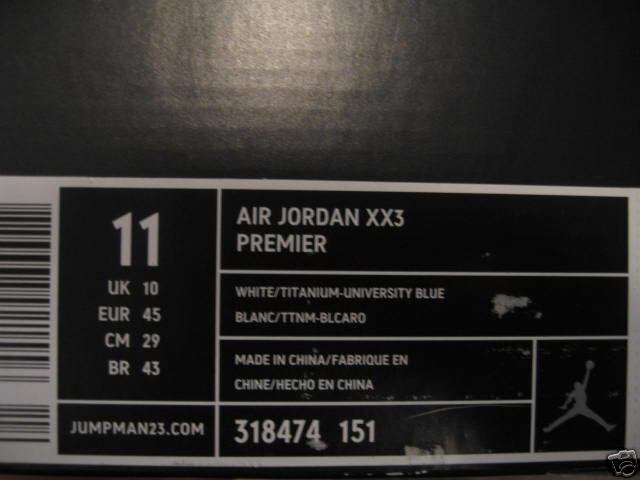 11
UK 10
EUR 45
CM 29
BR 43
JUMPMAN23.COM
AIR JORDAN XX3
PREMIER
WHITE/TITANIUM-UNIVERSITY BLUE
BLANC/TTNM-BLCARO
MADE IN CHINA/FABRIQUE EN
CHINE/HECHO EN CHINA
318474 151